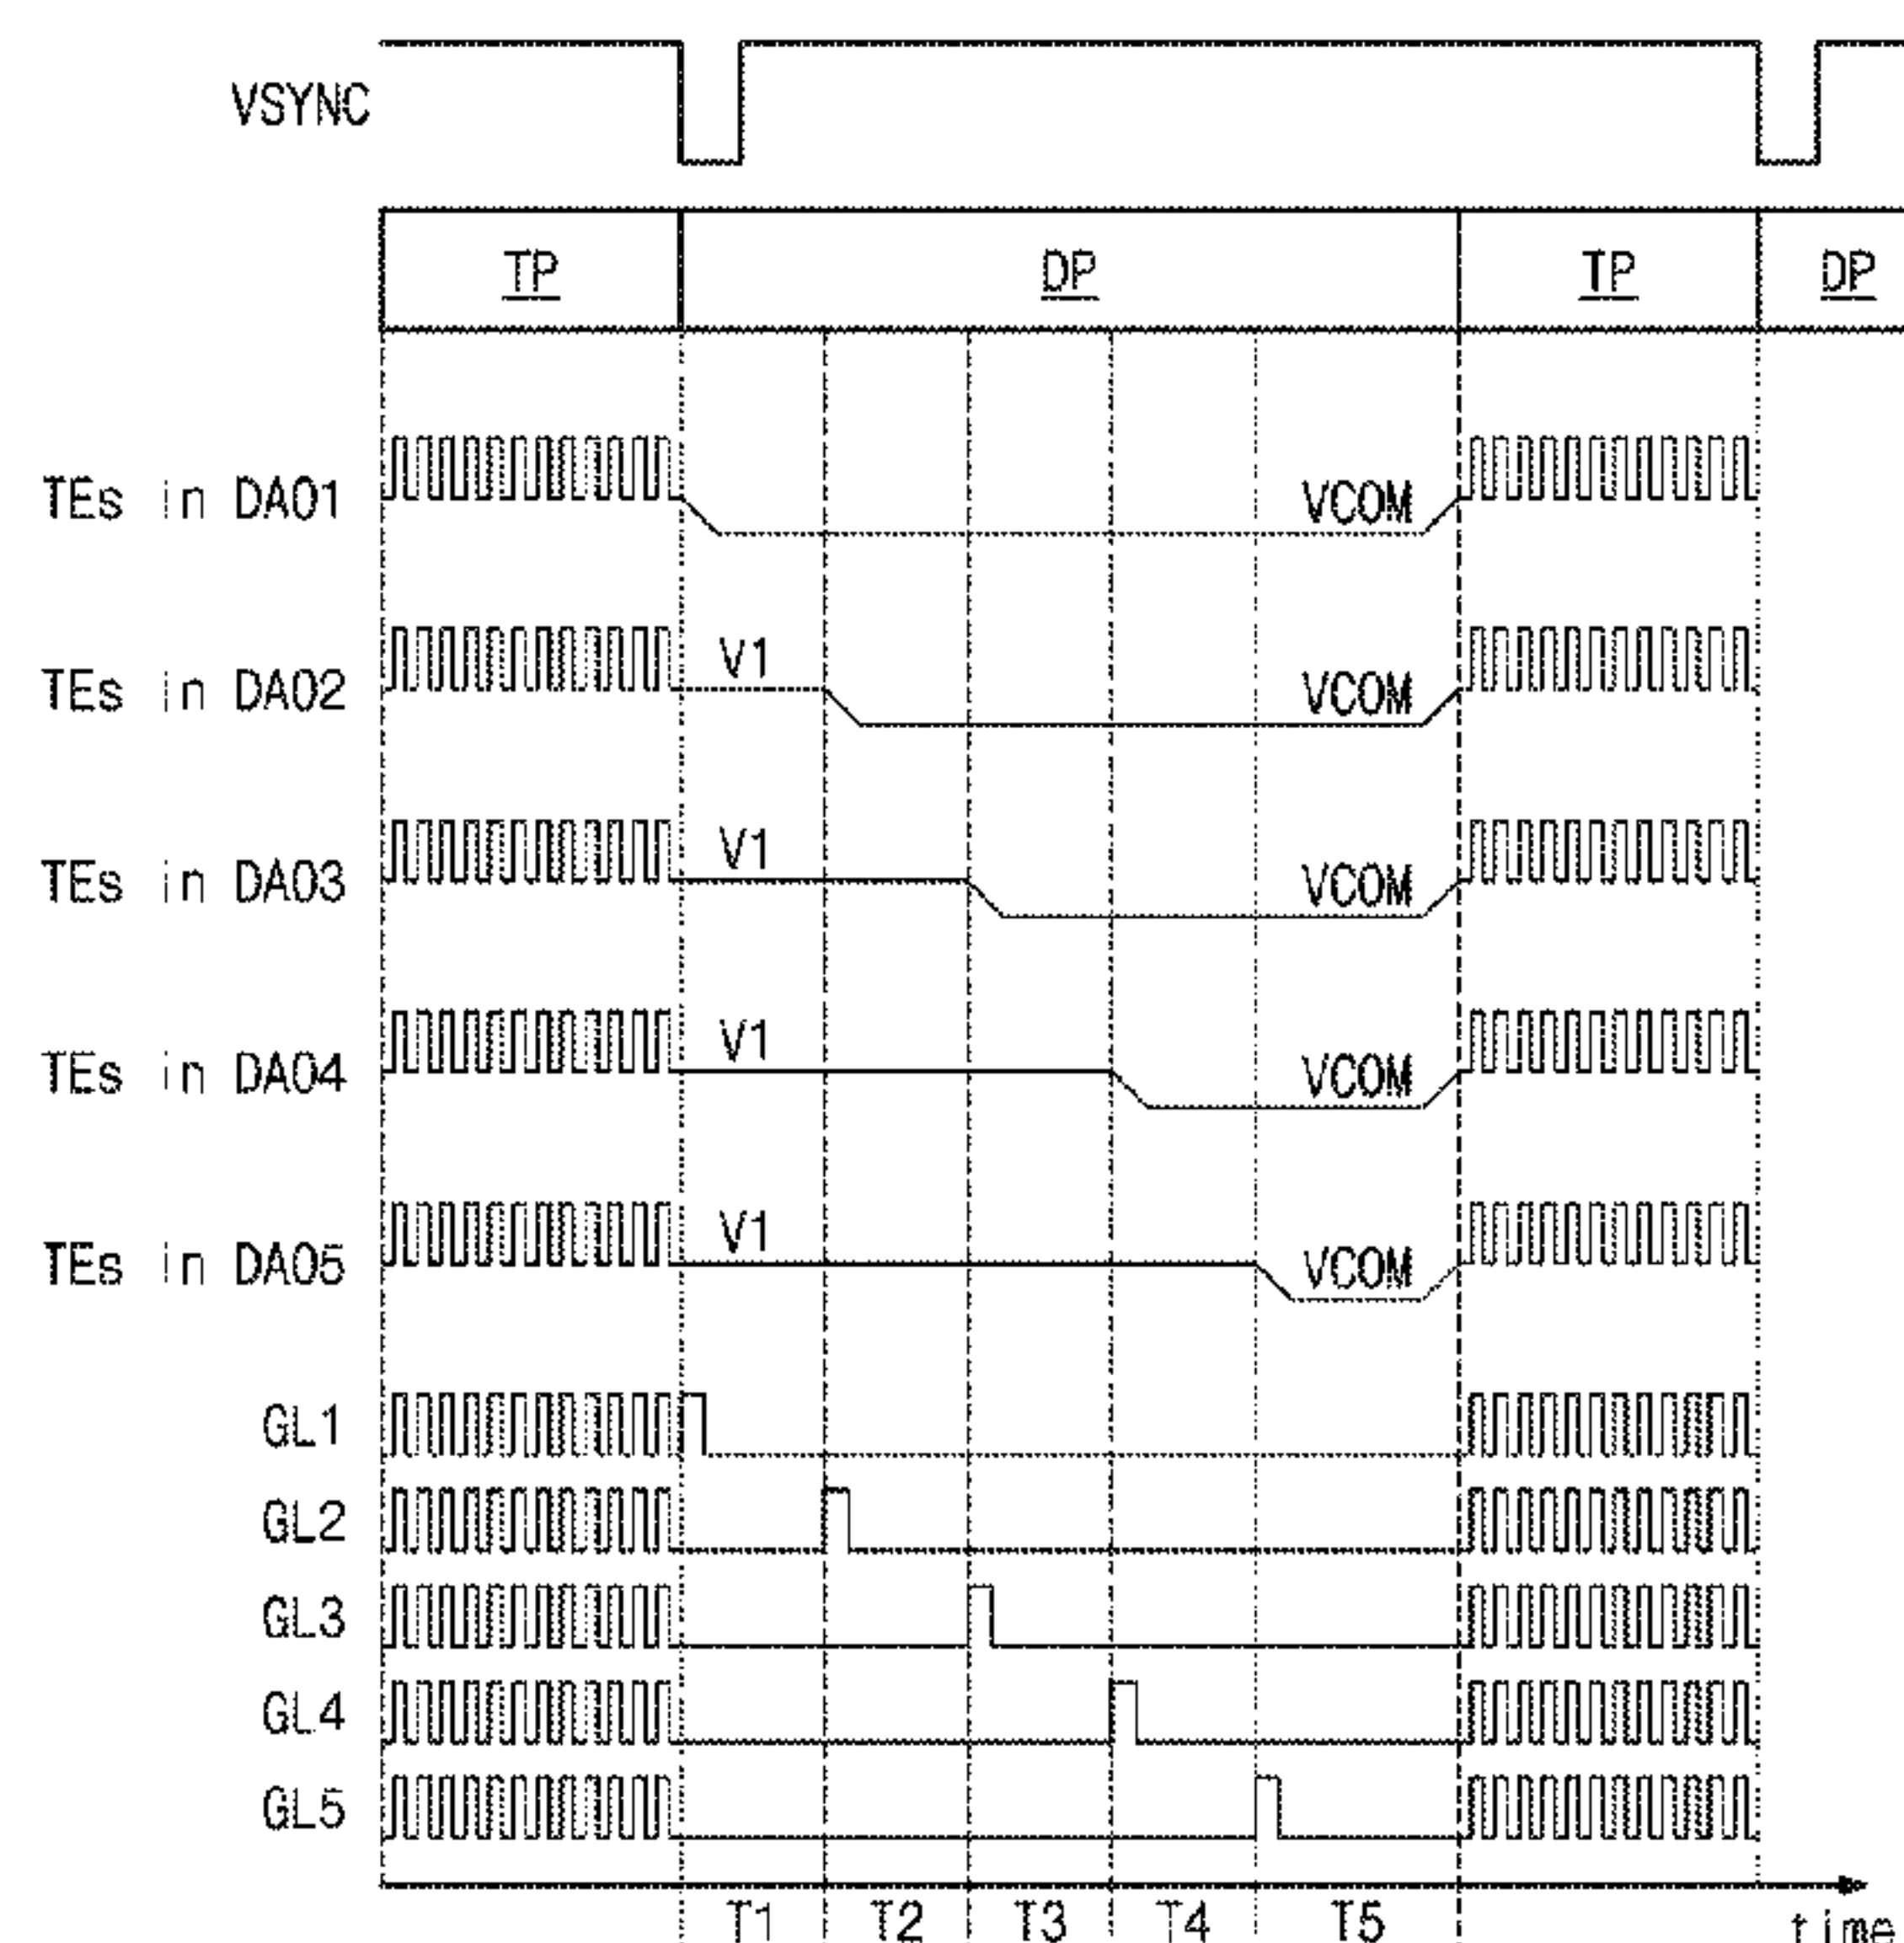 VSYNC
TP DP TP DP
TEs in DA01 VCOM
TEs in DA02 V1 VCOM
TEs in DA03 V1 VCOM
TEs in DA04 V1 VCOM
TEs in DA05 V1 VCOM
GL1
GL2
GL3
GL4
GL5
T1 T2 T3 T4 T5 time